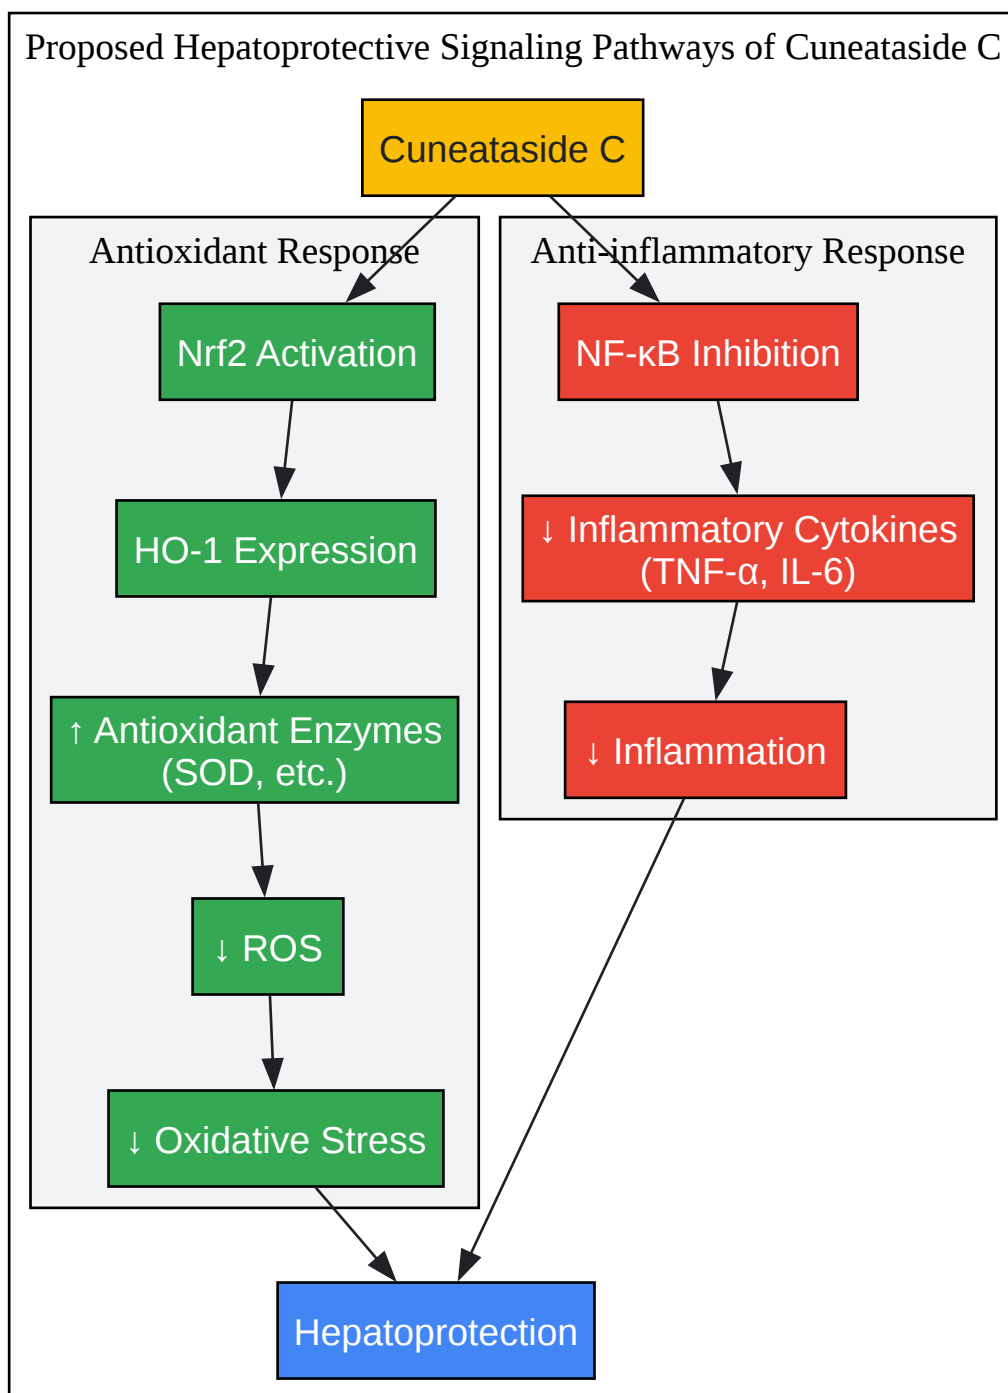 Proposed Hepatoprotective Signaling Pathways of Cuneataside C
Cuneataside C
Antioxidant Response
Nrf2 Activation
HO-1 Expression
↑ Antioxidant Enzymes
(SOD, etc.)
↓ ROS
↓ Oxidative Stress
Anti-inflammatory Response
NF-κB Inhibition
↓ Inflammatory Cytokines
(TNF-α, IL-6)
↓ Inflammation
Hepatoprotection